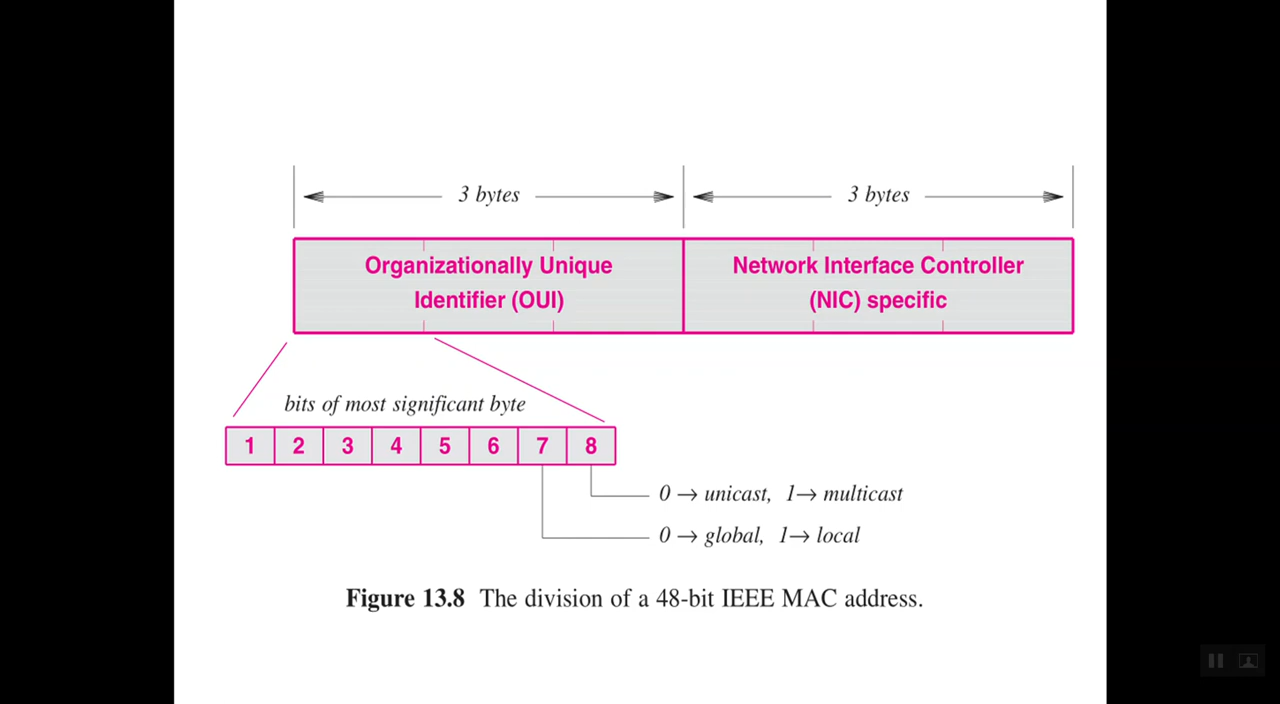 3 bytes 3 bytes
Organizationally Unique Network Interface Controller
Identifier (OUI) (NIC) specific
bits of most significant byte
1 2 3 4 5 6 7 8
0 → unicast, 1→ multicast
0 → global, 1→ local
Figure 13.8 The division of a 48-bit IEEE MAC address.